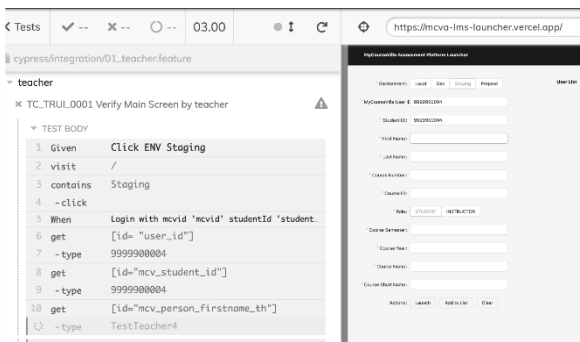 Tests -- -- 03.00 https://mcva-lms-launcher.vercel.app/
cypress/integration/01_teacher.feature
teacher
TC_TRUI_0001 Verify Main Screen by teacher
TEST BODY
1 Given Click ENV Staging
2 visit /
3 contains Staging
4 -click
5 When Login with mcvid 'mcvid' studentId 'student…
6 get [id= "user_id"]
7 -type 9999900004
8 get [id="mcv_student_id"]
9 -type 9999900004
10 get [id="mcv_person_firstname_th"]
-type TestTeacher4
MyCourseVille Assessment Platform Launcher
* Environment: Local Dev Staging Preprod
User List
* MyCourseVille User ID: 9999900004
* Student ID: 9999900004
* First Name:
* Last Name:
* Course Number:
* Course ID:
* Role: STUDENT INSTRUCTOR
* Course Semester:
* Course Year:
* Course Name:
* Course Short Name:
Actions: Launch Add to List Clear